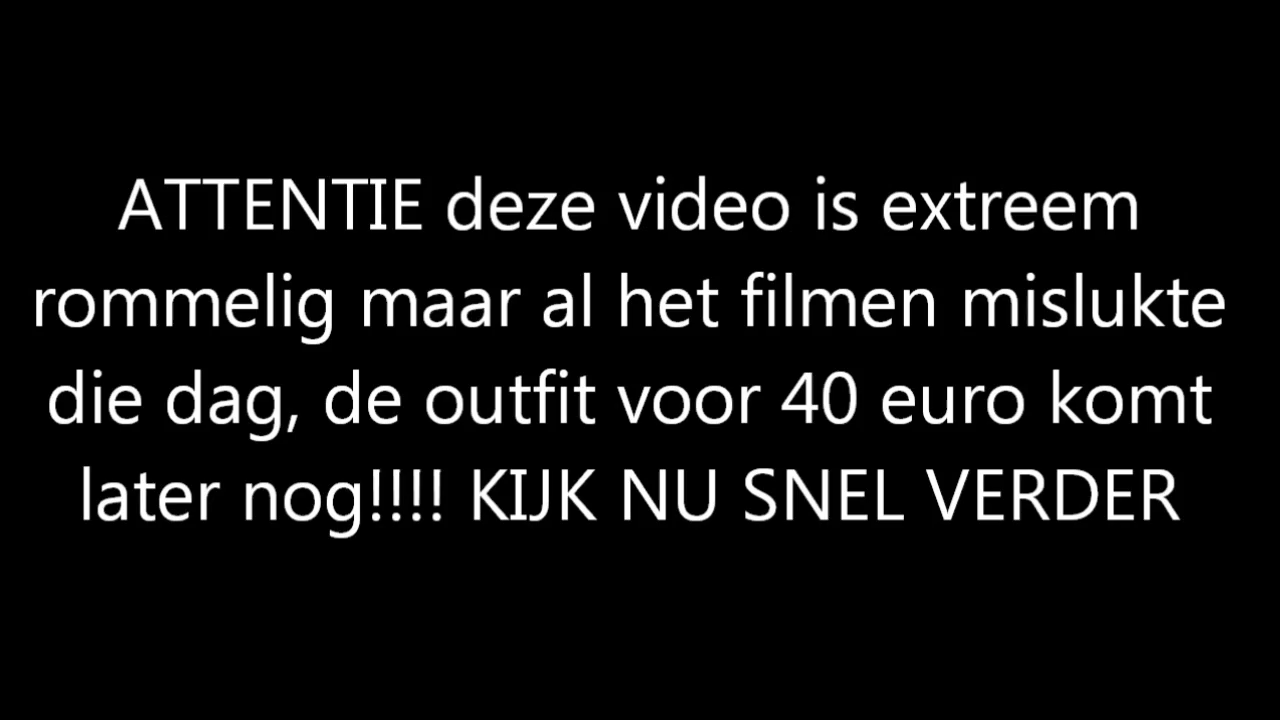 ATTENTIE deze video is extreem
rommelig maar al het filmen mislukte
die dag, de outfit voor 40 euro komt
later nog!!!! KIJK NU SNEL VERDER